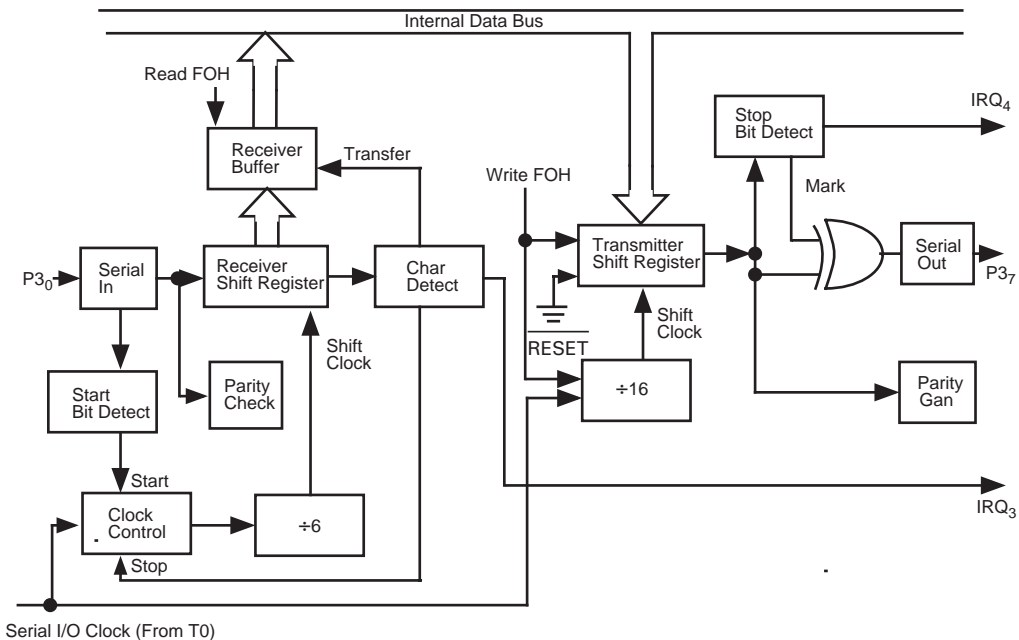 Internal Data Bus
Read FOH
Receiver
Buffer
Transfer
Write FOH
Stop
Bit Detect
IRQ4
Mark
P30
Serial
In
Receiver
Shift Register
Char
Detect
Transmitter
Shift Register
Serial
Out
P37
Shift
Clock
Shift
Clock
RESET
Start
Bit Detect
Parity
Check
÷16
Parity
Gan
Start
Clock
Control
÷6
IRQ3
Stop
Serial I/O Clock (From T0)